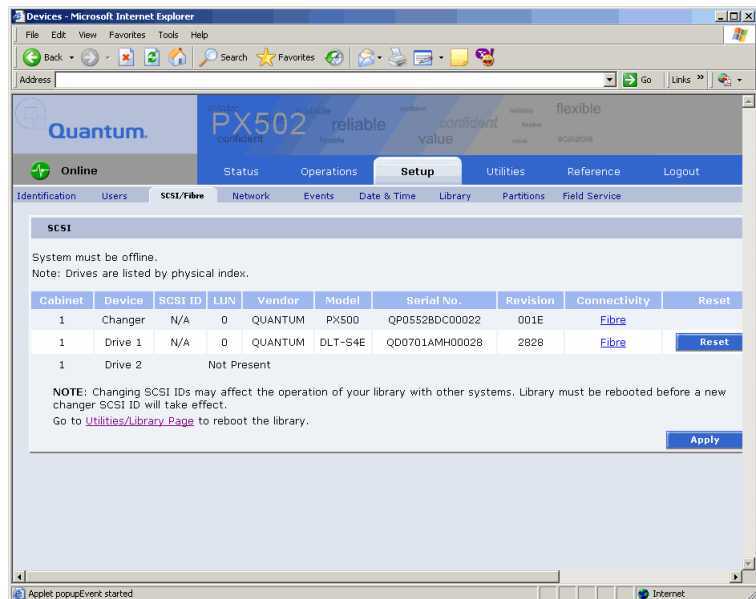 Devices - Microsoft Internet Explorer
File Edit View Favorites Tools Help
Back Search Favorites
Address Go Links »
Quantum.
PX502
reliable
confident
value
flexible
scalable
Online
Status Operations Setup Utilities Reference Logout
Identification Users SCSI/Fibre Network Events Date & Time Library Partitions Field Service
SCSI
System must be offline.
Note: Drives are listed by physical index.
Cabinet Device SCSI ID LUN Vendor Model Serial No. Revision Connectivity Reset
1 Changer N/A 0 QUANTUM PX500 QP0552BDC00022 001E Fibre
1 Drive 1 N/A 0 QUANTUM DLT-S4E QD0701AMH00028 2828 Fibre Reset
1 Drive 2 Not Present
NOTE: Changing SCSI IDs may affect the operation of your library with other systems. Library must be rebooted before a new
changer SCSI ID will take effect.
Go to Utilities/Library Page to reboot the library.
Apply
Applet popupEvent started
Internet